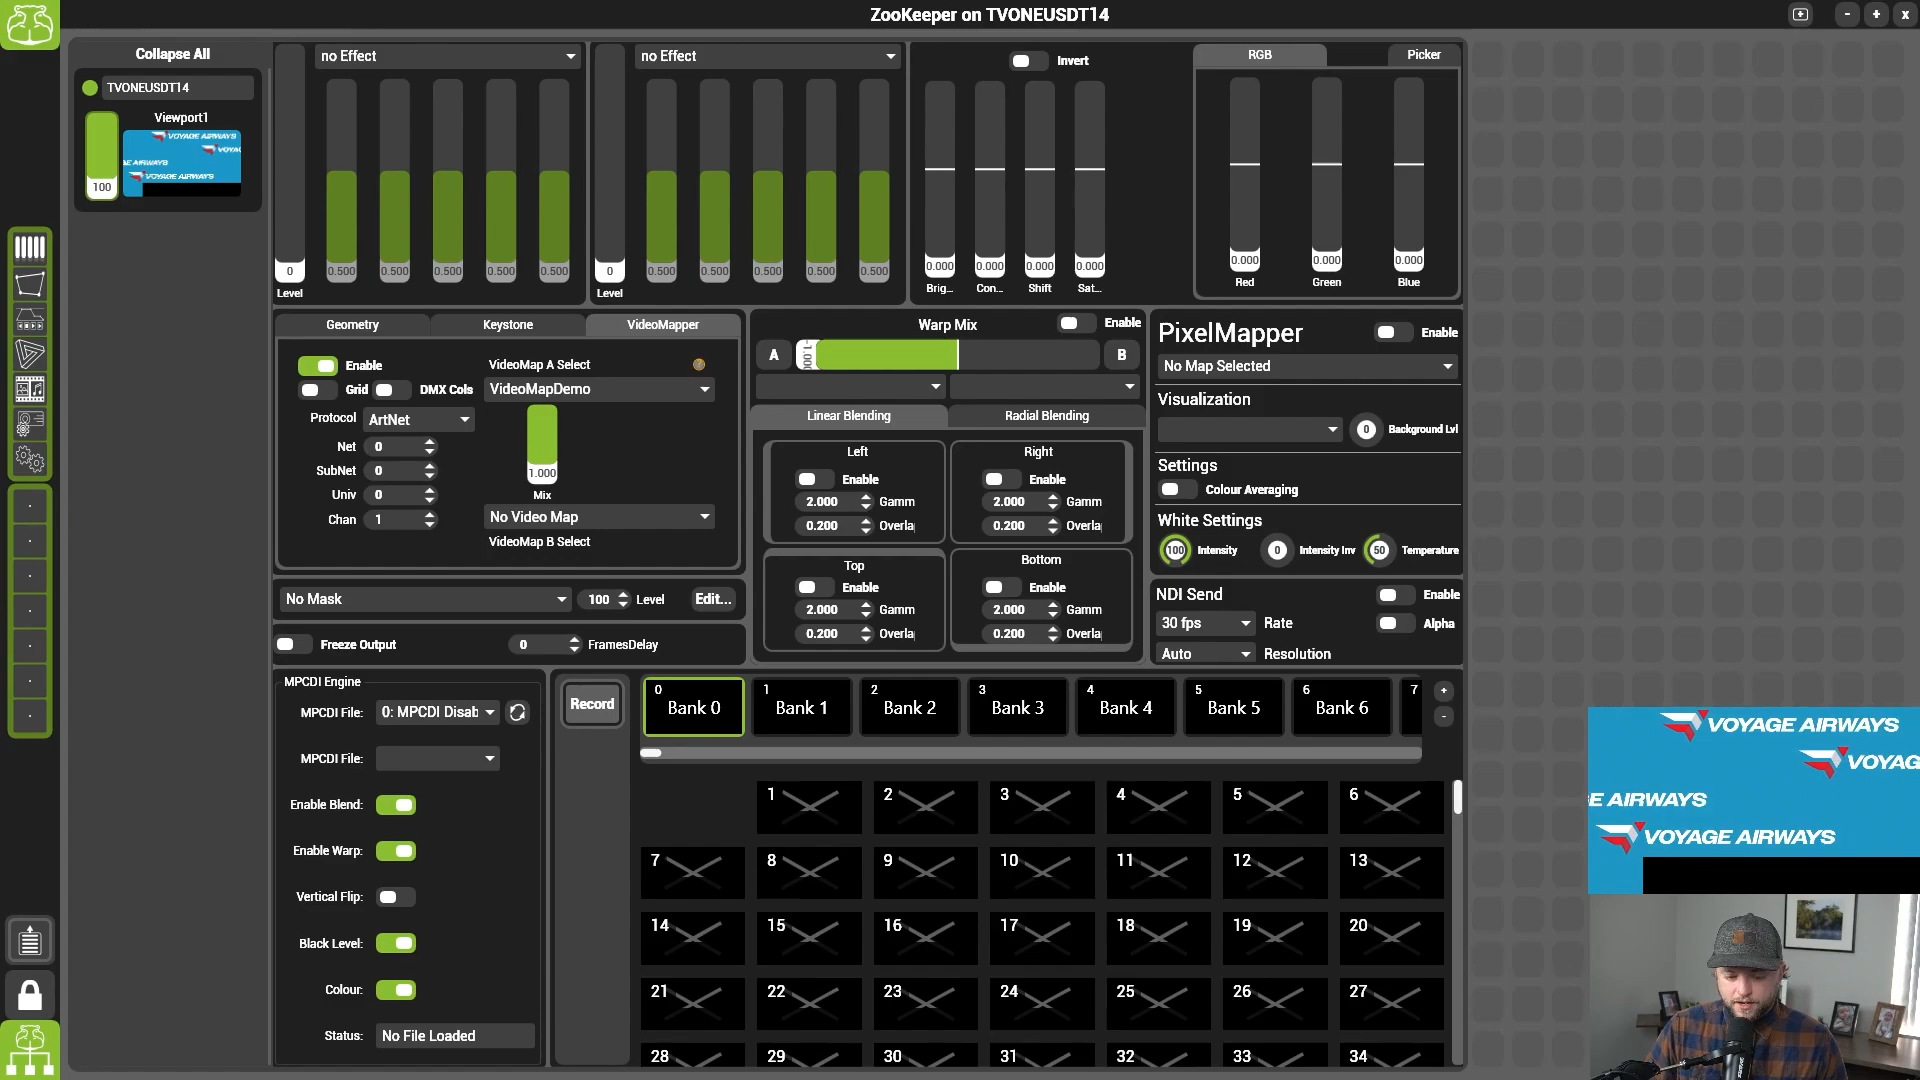 ZooKeeper on TVONEUSDT14
- + x
Collapse All
TVONEUSDT14
Viewport1
VOYAGE AIRWAYS
VOYA
GE AIRWAYS
VOYAGE AIRWAYS
100
no Effect
0
Level
0.500 0.500 0.500 0.500 0.500
no Effect
0
Level
0.500 0.500 0.500 0.500 0.500
Invert
0.000 0.000 0.000 0.000
Brig... Con... Shift Sat...
RGB Picker
0.000 0.000 0.000
Red Green Blue
Geometry Keystone VideoMapper
Enable
Grid DMX Cols
Protocol ArtNet
Net 0
SubNet 0
Univ 0
Chan 1
VideoMap A Select
VideoMapDemo
1.000
Mix
No Video Map
VideoMap B Select
No Mask 100 Level Edit...
Freeze Output 0 FramesDelay
Warp Mix Enable
A -1.000 B
Linear Blending Radial Blending
Left
Enable
2.000 Gamm
0.200 Overla
Right
Enable
2.000 Gamm
0.200 Overla
Top
Enable
2.000 Gamm
0.200 Overla
Bottom
Enable
2.000 Gamm
0.200 Overla
PixelMapper Enable
No Map Selected
Visualization
0 Background Lvl
Settings
Colour Averaging
White Settings
100 Intensity 0 Intensity Inv 50 Temperature
NDI Send Enable
30 fps Rate Alpha
Auto Resolution
MPCDI Engine
MPCDI File: 0: MPCDI Disab
MPCDI File:
Enable Blend:
Enable Warp:
Vertical Flip:
Black Level:
Colour:
Status: No File Loaded
Record
0 Bank 0
1 Bank 1
2 Bank 2
3 Bank 3
4 Bank 4
5 Bank 5
6 Bank 6
7
+
-
1 2 3 4 5 6
7 8 9 10 11 12 13
14 15 16 17 18 19 20
21 22 23 24 25 26 27
28 29 30 31 32 33 34
VOYAGE AIRWAYS
VOYAG
E AIRWAYS
VOYAGE AIRWAYS